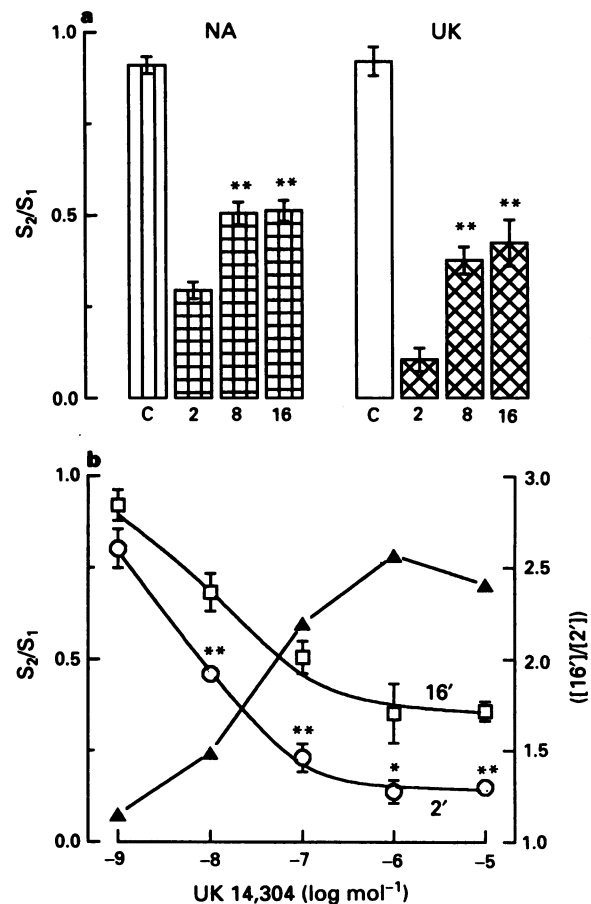 a
NA UK
1.0
** **
**
**
0.5
S₂/S₁
0.0
C 2 8 16 C 2 8 16
b
1.0 3.0
2.5
**
0.5 2.0
S₂/S₁ ([16′]/[2′])
16′
** 1.5
* **
2′
0.0 1.0
−9 −8 −7 −6 −5
UK 14,304 (log mol⁻¹)